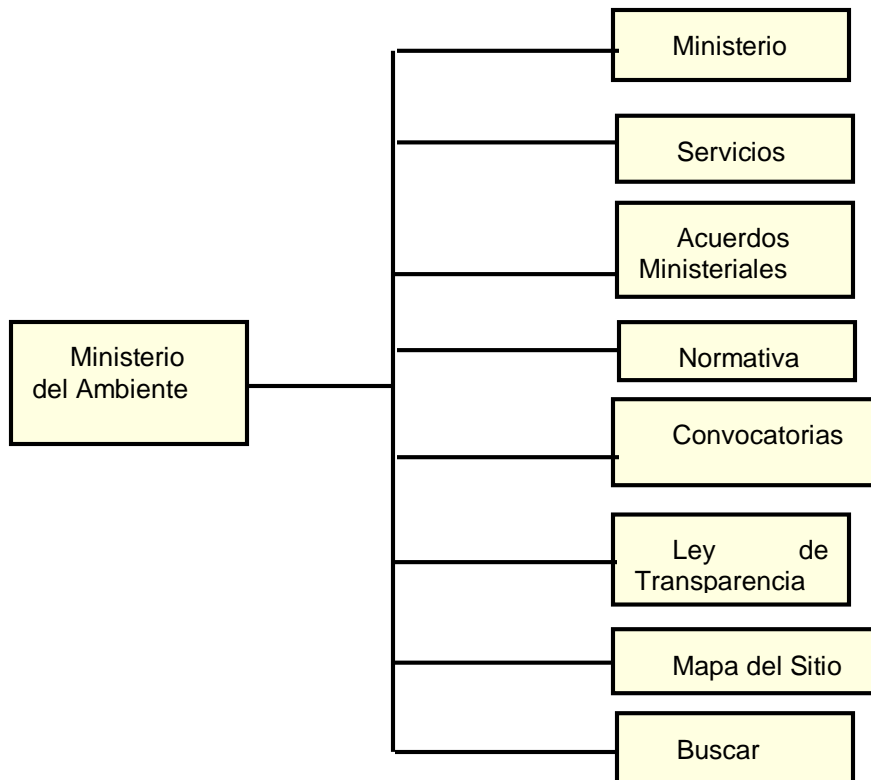 Ministerio
Servicios
Acuerdos
Ministeriales
Ministerio
del Ambiente
Normativa
Convocatorias
Ley de
Transparencia
Mapa del Sitio
Buscar